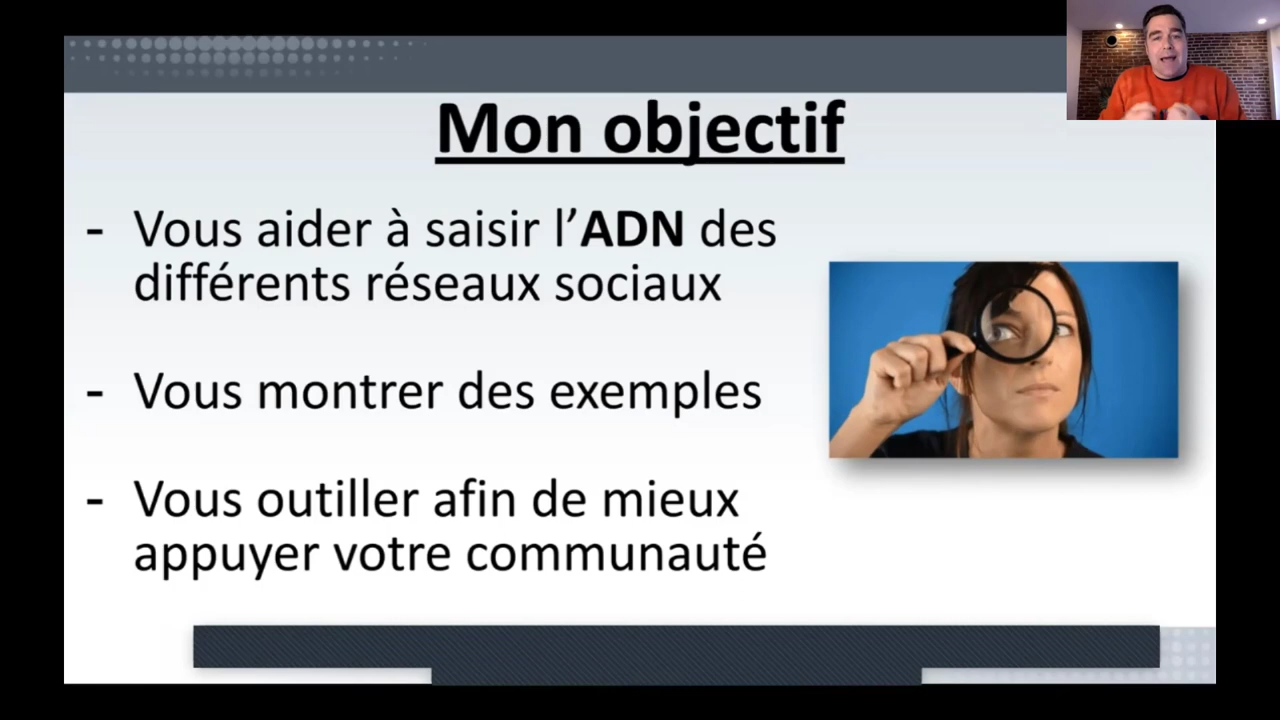 Mon objectif
- Vous aider à saisir l’ADN des
différents réseaux sociaux
- Vous montrer des exemples
- Vous outiller afin de mieux
appuyer votre communauté